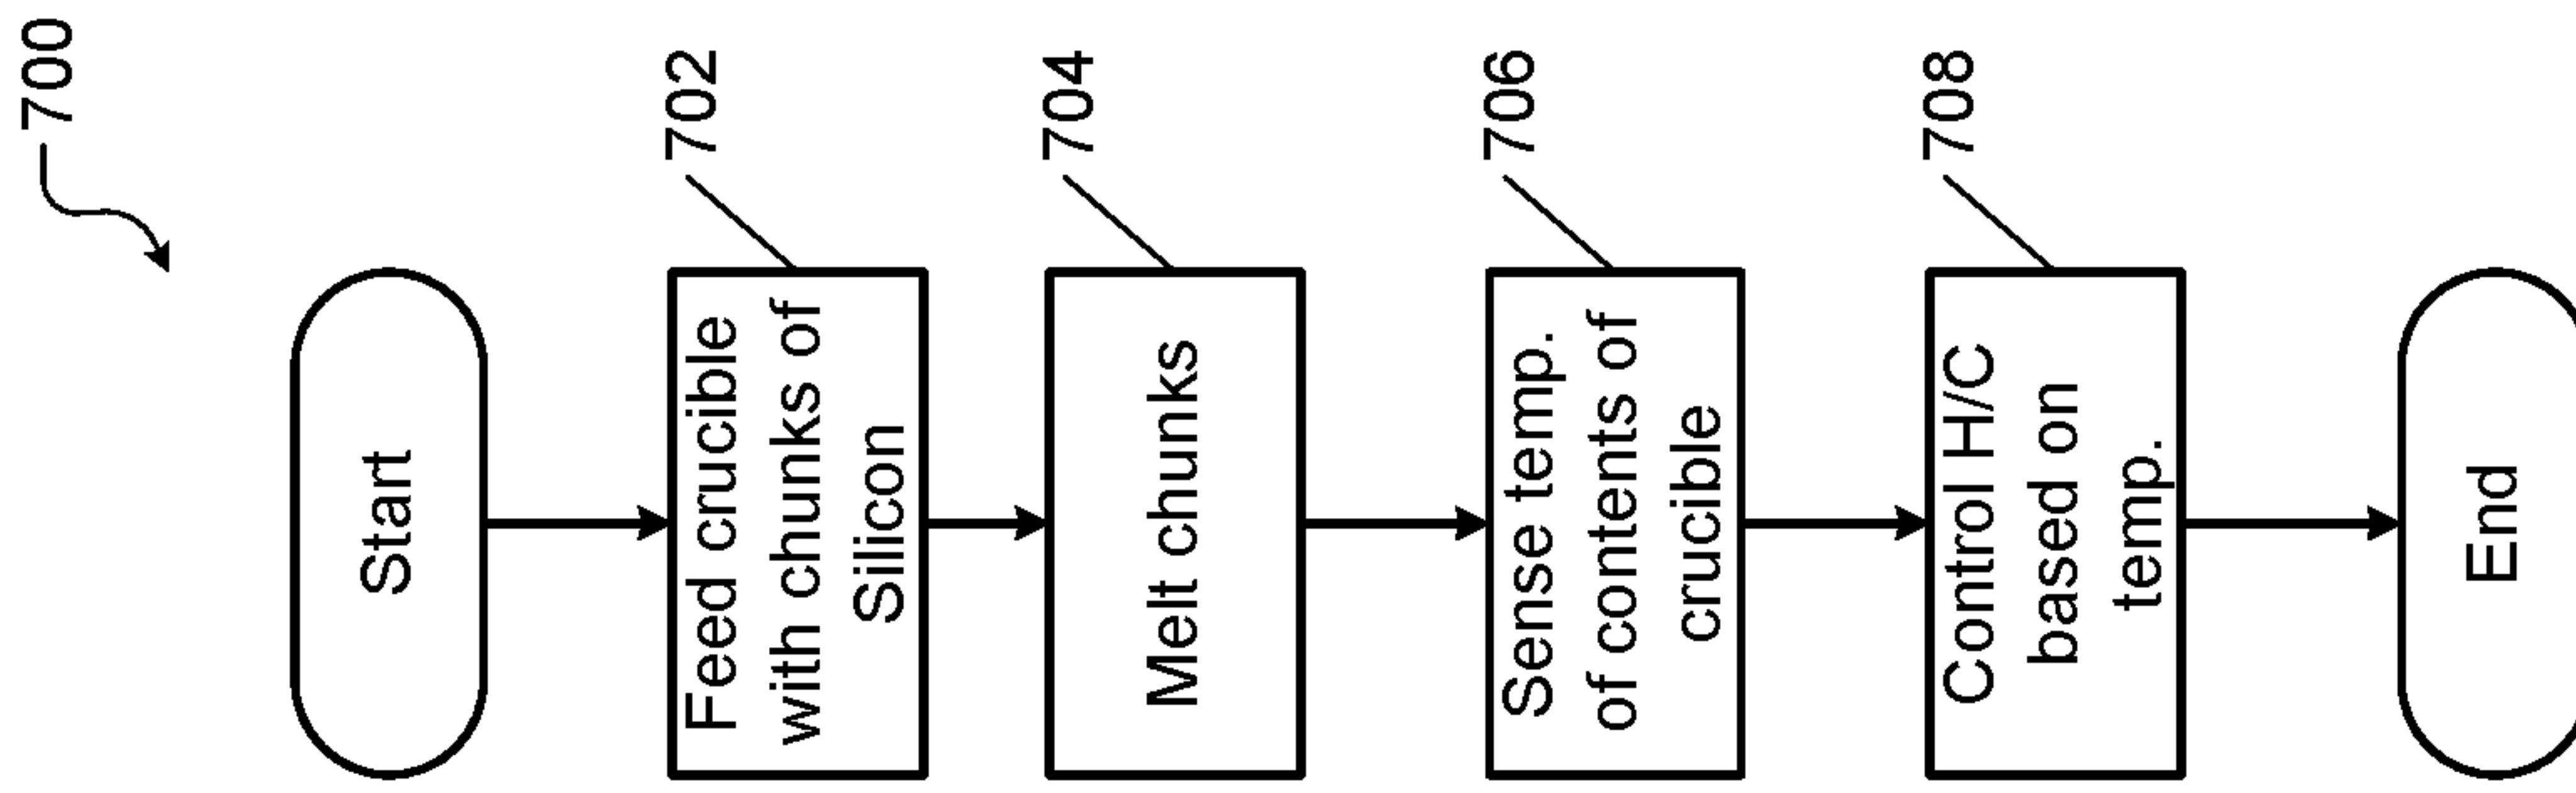 700
Start
702
Feed crucible
with chunks of
Silicon
704
Melt chunks
706
Sense temp.
of contents of
crucible
708
Control H/C
based on
temp.
End